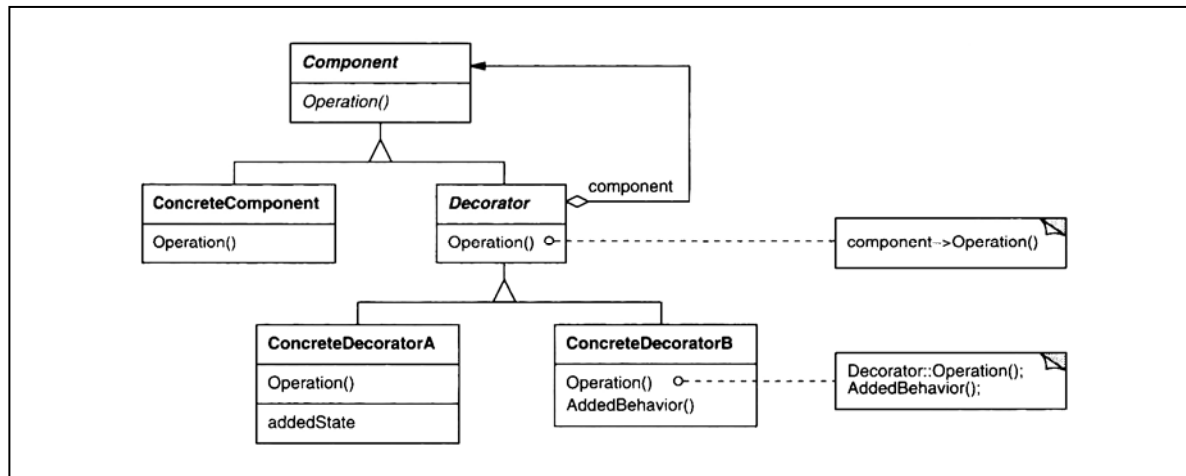 Component
Operation()
component
ConcreteComponent
Operation()
Decorator
Operation()
component->Operation()
ConcreteDecoratorA
Operation()
addedState
ConcreteDecoratorB
Operation()
AddedBehavior()
Decorator::Operation();
AddedBehavior();